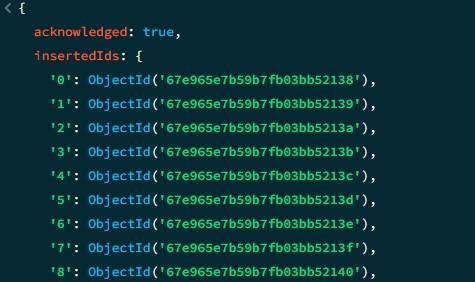 < {
acknowledged: true,
insertedIds: {
'0': ObjectId('67e965e7b59b7fb03bb52138'),
'1': ObjectId('67e965e7b59b7fb03bb52139'),
'2': ObjectId('67e965e7b59b7fb03bb5213a'),
'3': ObjectId('67e965e7b59b7fb03bb5213b'),
'4': ObjectId('67e965e7b59b7fb03bb5213c'),
'5': ObjectId('67e965e7b59b7fb03bb5213d'),
'6': ObjectId('67e965e7b59b7fb03bb5213e'),
'7': ObjectId('67e965e7b59b7fb03bb5213f'),
'8': ObjectId('67e965e7b59b7fb03bb52140'),